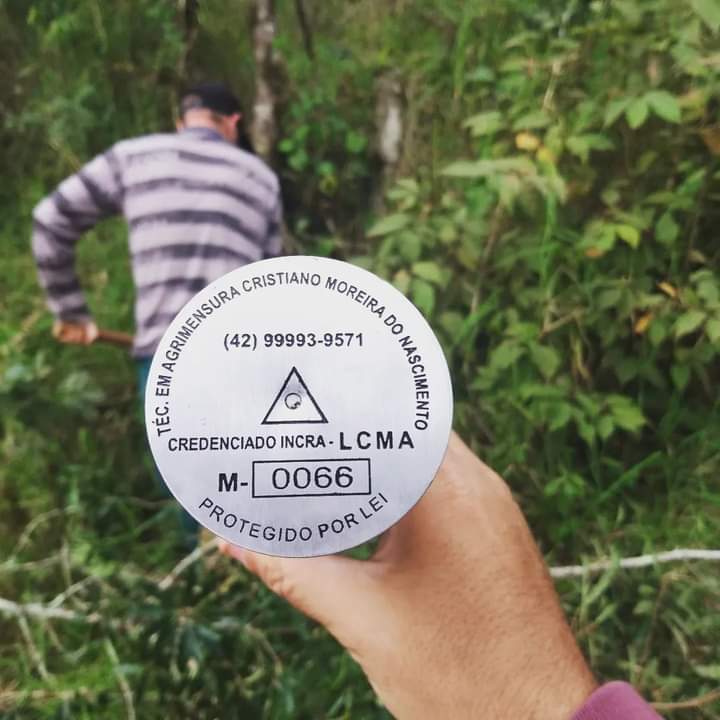 TÉC. EM AGRIMENSURA CRISTIANO MOREIRA DO NASCIMENTO
(42) 99993-9571
CREDENCIADO INCRA - LCMA
M- 0066
PROTEGIDO POR LEI